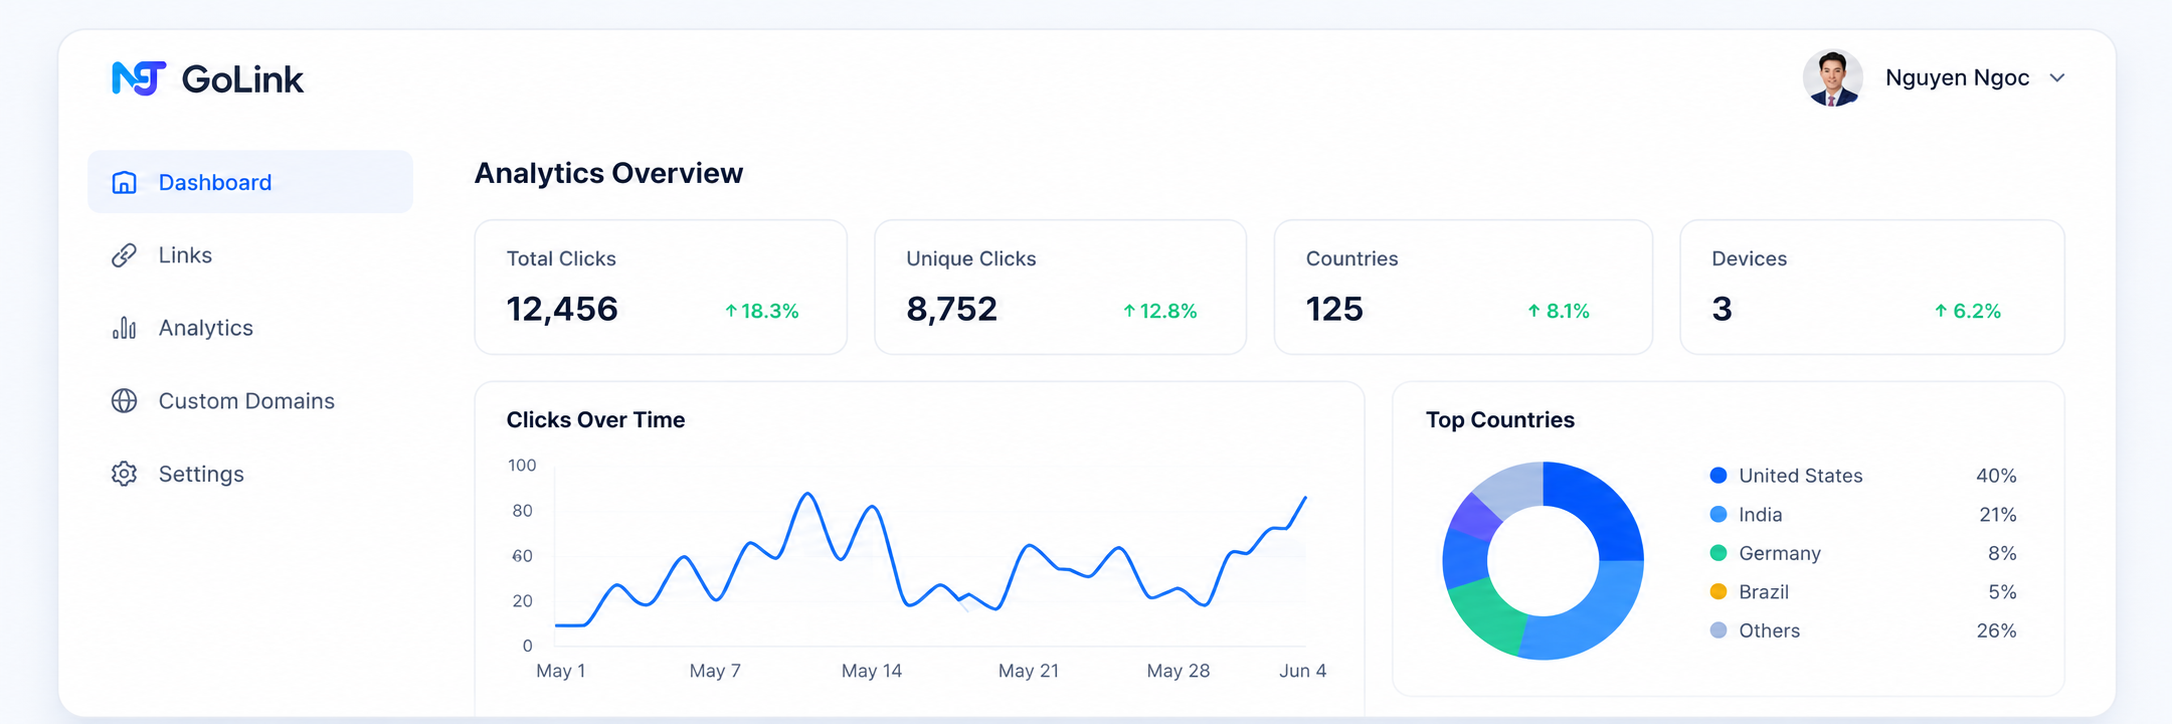 GoLink
Nguyen Ngoc
Dashboard
Links
Analytics
Custom Domains
Settings
Analytics Overview
Total Clicks
12,456
↑ 18.3%
Unique Clicks
8,752
↑ 12.8%
Countries
125
↑ 8.1%
Devices
3
↑ 6.2%
Clicks Over Time
100
80
60
20
0
May 1
May 7
May 14
May 21
May 28
Jun 4
Top Countries
United States 40%
India 21%
Germany 8%
Brazil 5%
Others 26%